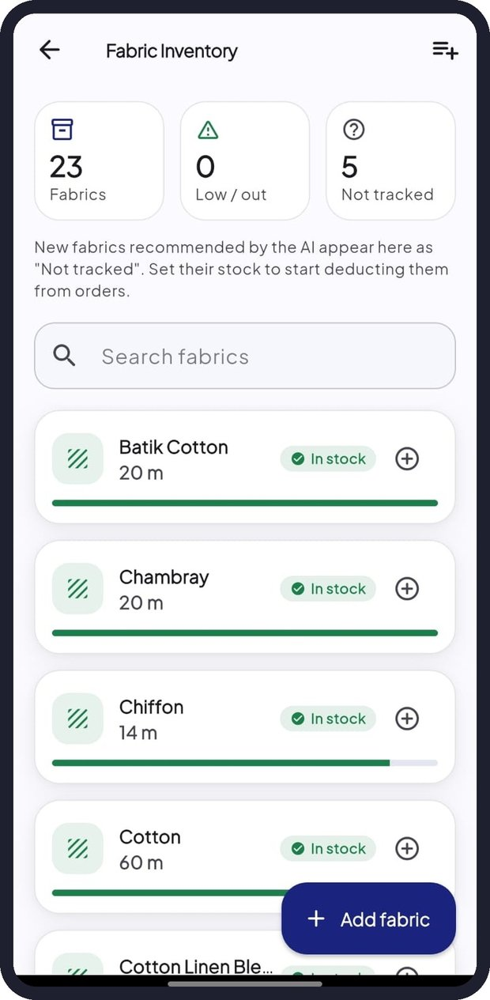 Fabric Inventory
23
Fabrics
0
Low / out
5
Not tracked
New fabrics recommended by the AI appear here as
"Not tracked". Set their stock to start deducting them
from orders.
Search fabrics
Batik Cotton
In stock
20 m
Chambray
In stock
20 m
Chiffon
In stock
14 m
Cotton
In stock
60 m
+ Add fabric
Cotton Linen Ble...